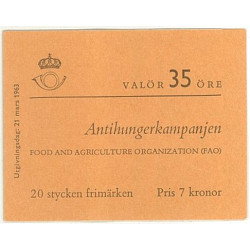 VALÖR 35 ÖRE
Utgivningsdag: 21 mars 1963
Antihungerkampanjen
FOOD AND AGRICULTURE ORGANIZATION (FAO)
20 stycken frimärken Pris 7 kronor